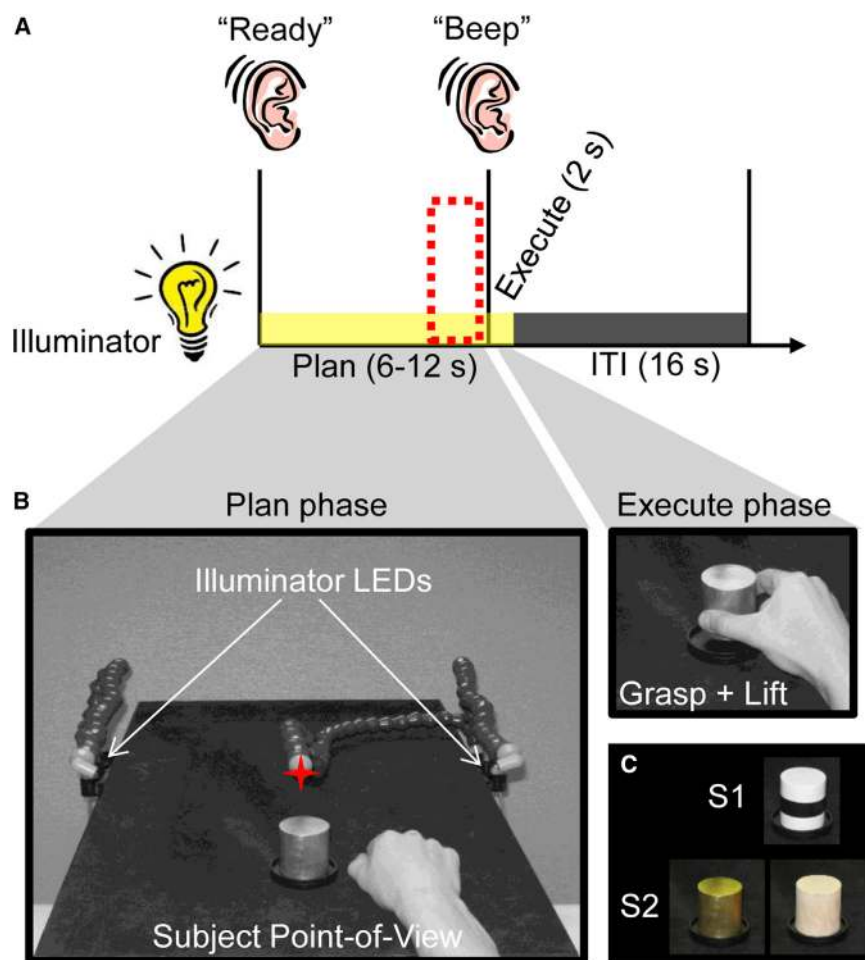 A
“Ready”
“Beep”
Execute (2 s)
Illuminator
Plan (6-12 s)
ITI (16 s)
B
Plan phase
Execute phase
Illuminator LEDs
Grasp + Lift
Subject Point-of-View
C
S1
S2